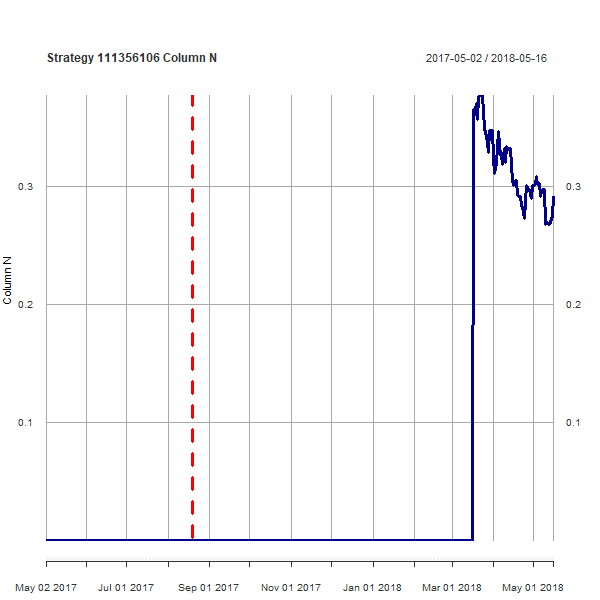 Strategy 111356106 Column N
2017-05-02 / 2018-05-16
Column N
0.3
0.3
0.2
0.2
0.1
0.1
May 02 2017
Jul 01 2017
Sep 01 2017
Nov 01 2017
Jan 01 2018
Mar 01 2018
May 01 2018